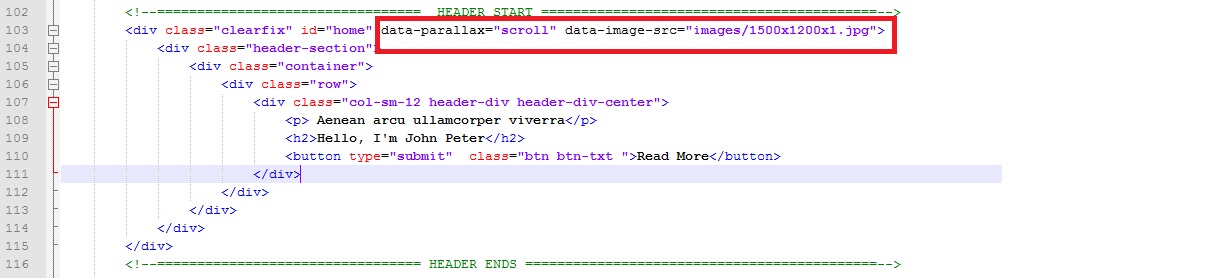 102 <!--================================= HEADER START =========================================-->
103 <div class="clearfix" id="home" data-parallax="scroll" data-image-src="images/1500x1200x1.jpg">
104 <div class="header-section">
105 <div class="container">
106 <div class="row">
107 <div class="col-sm-12 header-div header-div-center">
108 <p> Aenean arcu ullamcorper viverra</p>
109 <h2>Hello, I'm John Peter</h2>
110 <button type="submit"  class="btn btn-txt ">Read More</button>
111 </div>
112 </div>
113 </div>
114 </div>
115 </div>
116 <!--================================= HEADER ENDS ===========================================-->